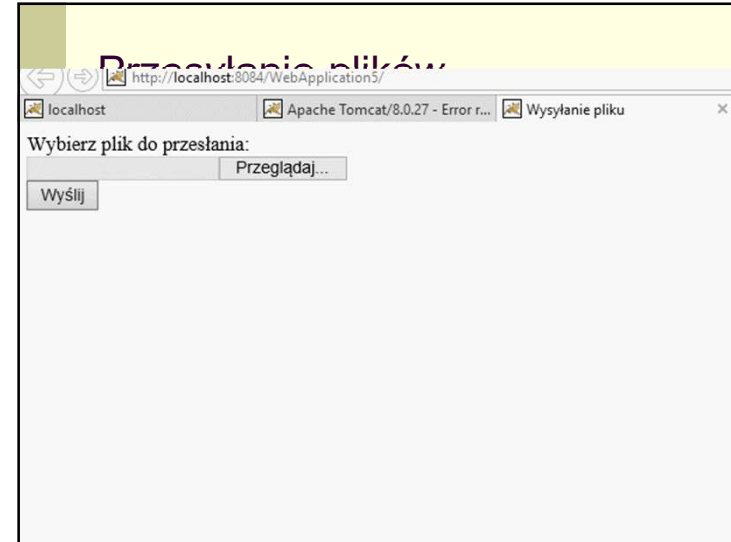 Przesyłanie plików
http://localhost:8084/WebApplication5/
localhost
Apache Tomcat/8.0.27 - Error r...
Wysyłanie pliku
Wybierz plik do przesłania:
Przeglądaj...
Wyślij